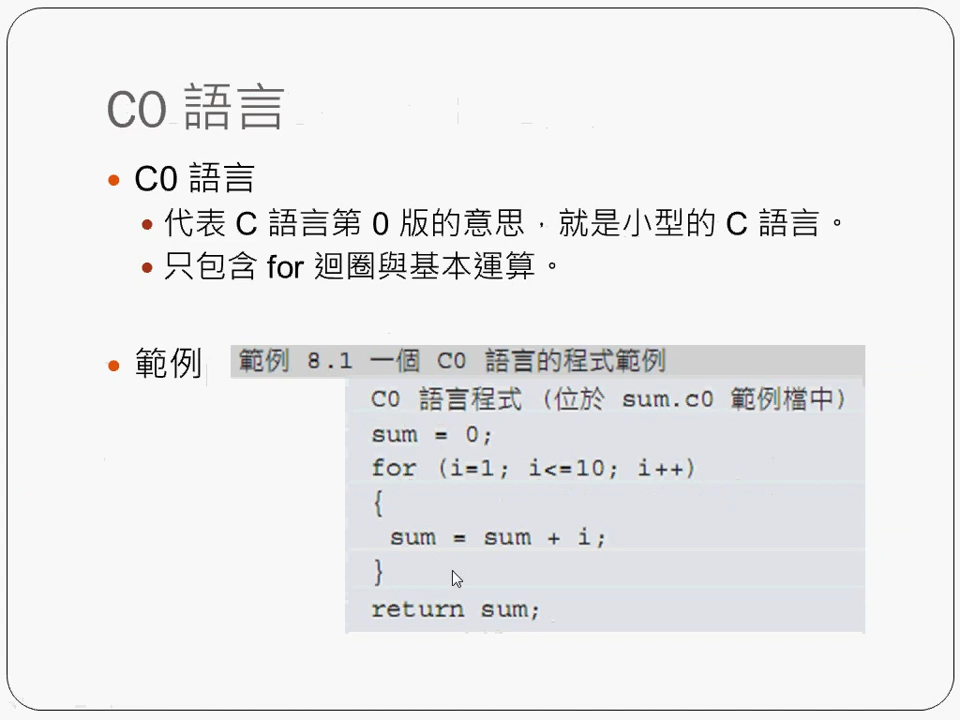 C0 語言
C0 語言
代表 C 語言第 0 版的意思，就是小型的 C 語言。
只包含 for 迴圈與基本運算。
範例
範例 8.1 一個 C0 語言的程式範例
C0 語言程式 (位於 sum.c0 範例檔中)
sum = 0;
for (i=1; i<=10; i++)
{
sum = sum + i;
}
return sum;